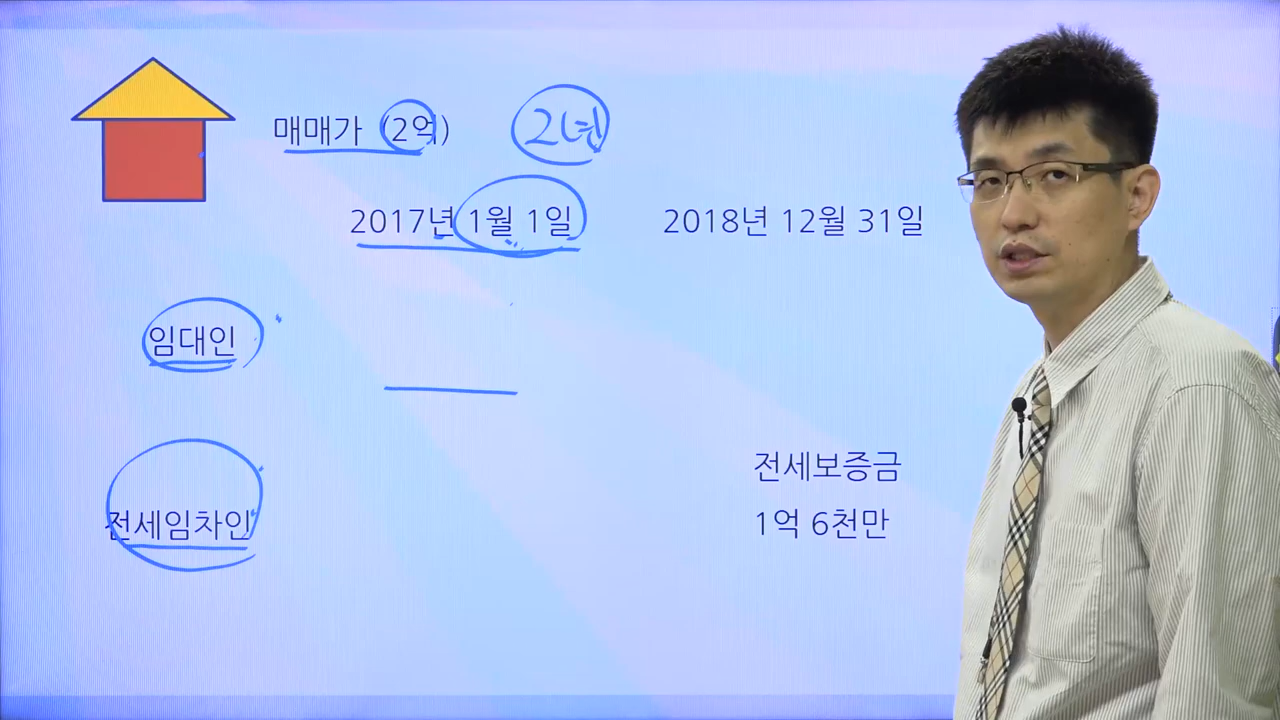 매매가 (2억)
2년
2017년 1월 1일
2018년 12월 31일
임대인
전세보증금
전세임차인
1억 6천만